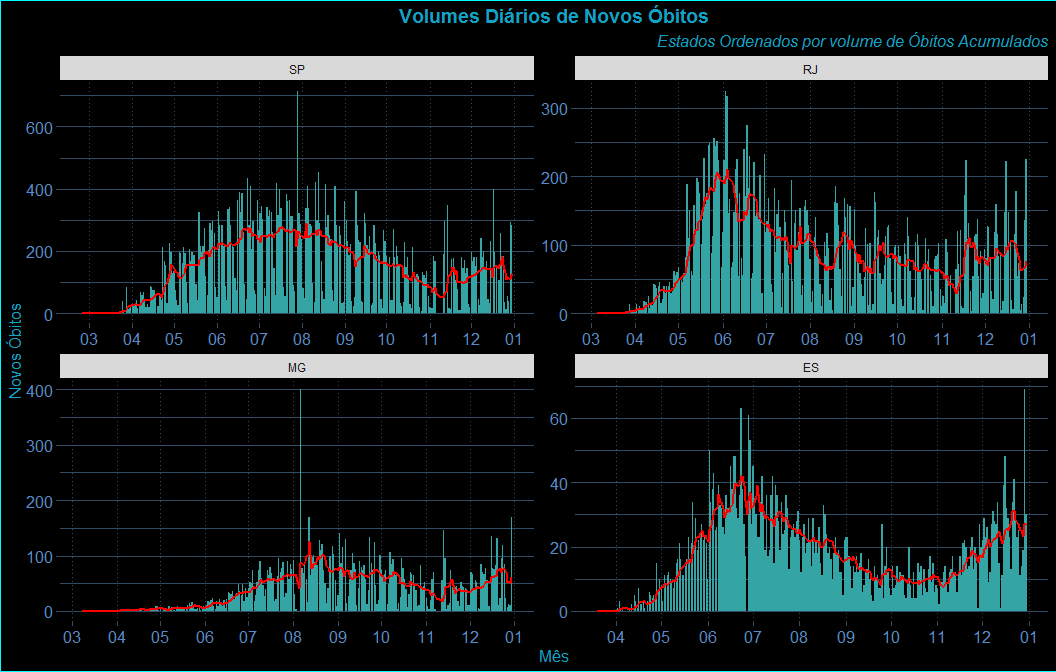 Volumes Diários de Novos Óbitos
Estados Ordenados por volume de Óbitos Acumulados
SP
600
400
200
0
03 04 05 06 07 08 09 10 11 12 01
RJ
300
200
100
0
03 04 05 06 07 08 09 10 11 12 01
Novos Óbitos
MG
400
300
200
100
0
03 04 05 06 07 08 09 10 11 12 01
ES
60
40
20
0
04 05 06 07 08 09 10 11 12 01
Mês